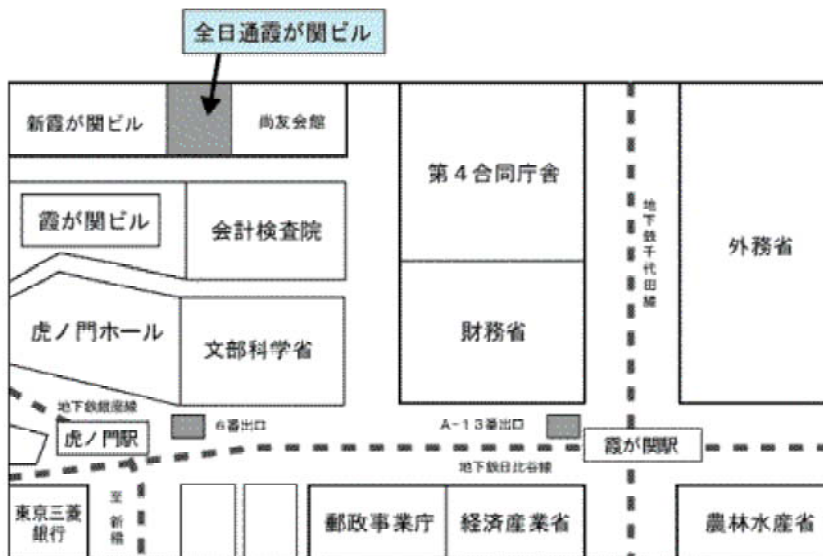 全日通霞が関ビル
新霞が関ビル
尚友会館
第４合同庁舎
霞が関ビル
会計検査院
地下鉄千代田線
外務省
虎ノ門ホール
文部科学省
財務省
地下鉄銀座線
虎ノ門駅
６番出口
Ａ−１３番出口
霞が関駅
地下鉄日比谷線
東京三菱
銀行
至 新橋
郵政事業庁
経済産業省
農林水産省